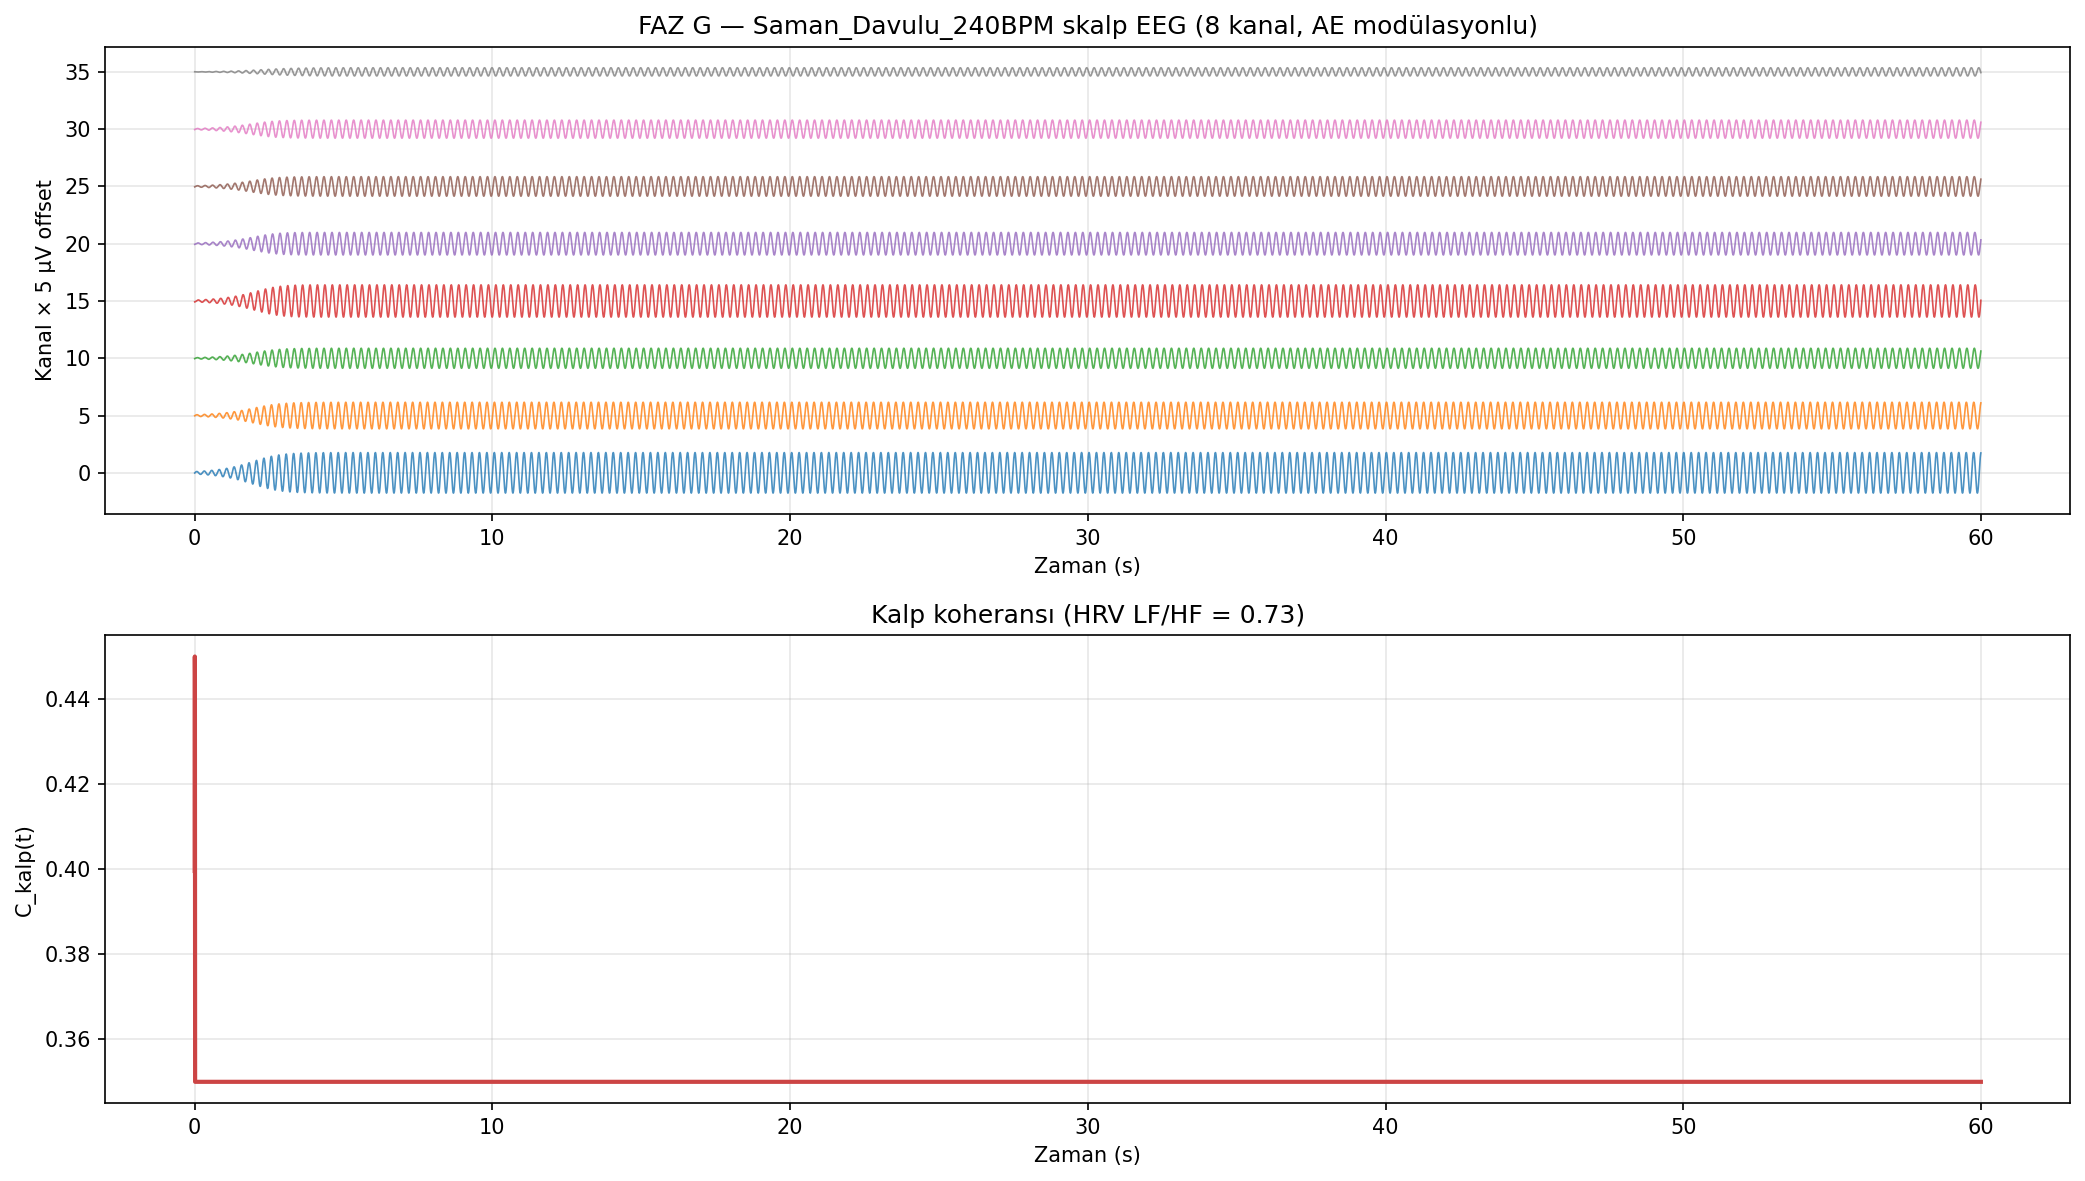 FAZ G — Saman_Davulu_240BPM skalp EEG (8 kanal, AE modülasyonlu)
Kanal × 5 µV offset
35
30
25
20
15
10
5
0
0 10 20 30 40 50 60
Zaman (s)
Kalp koheransı (HRV LF/HF = 0.73)
C_kalp(t)
0.44
0.42
0.40
0.38
0.36
0 10 20 30 40 50 60
Zaman (s)